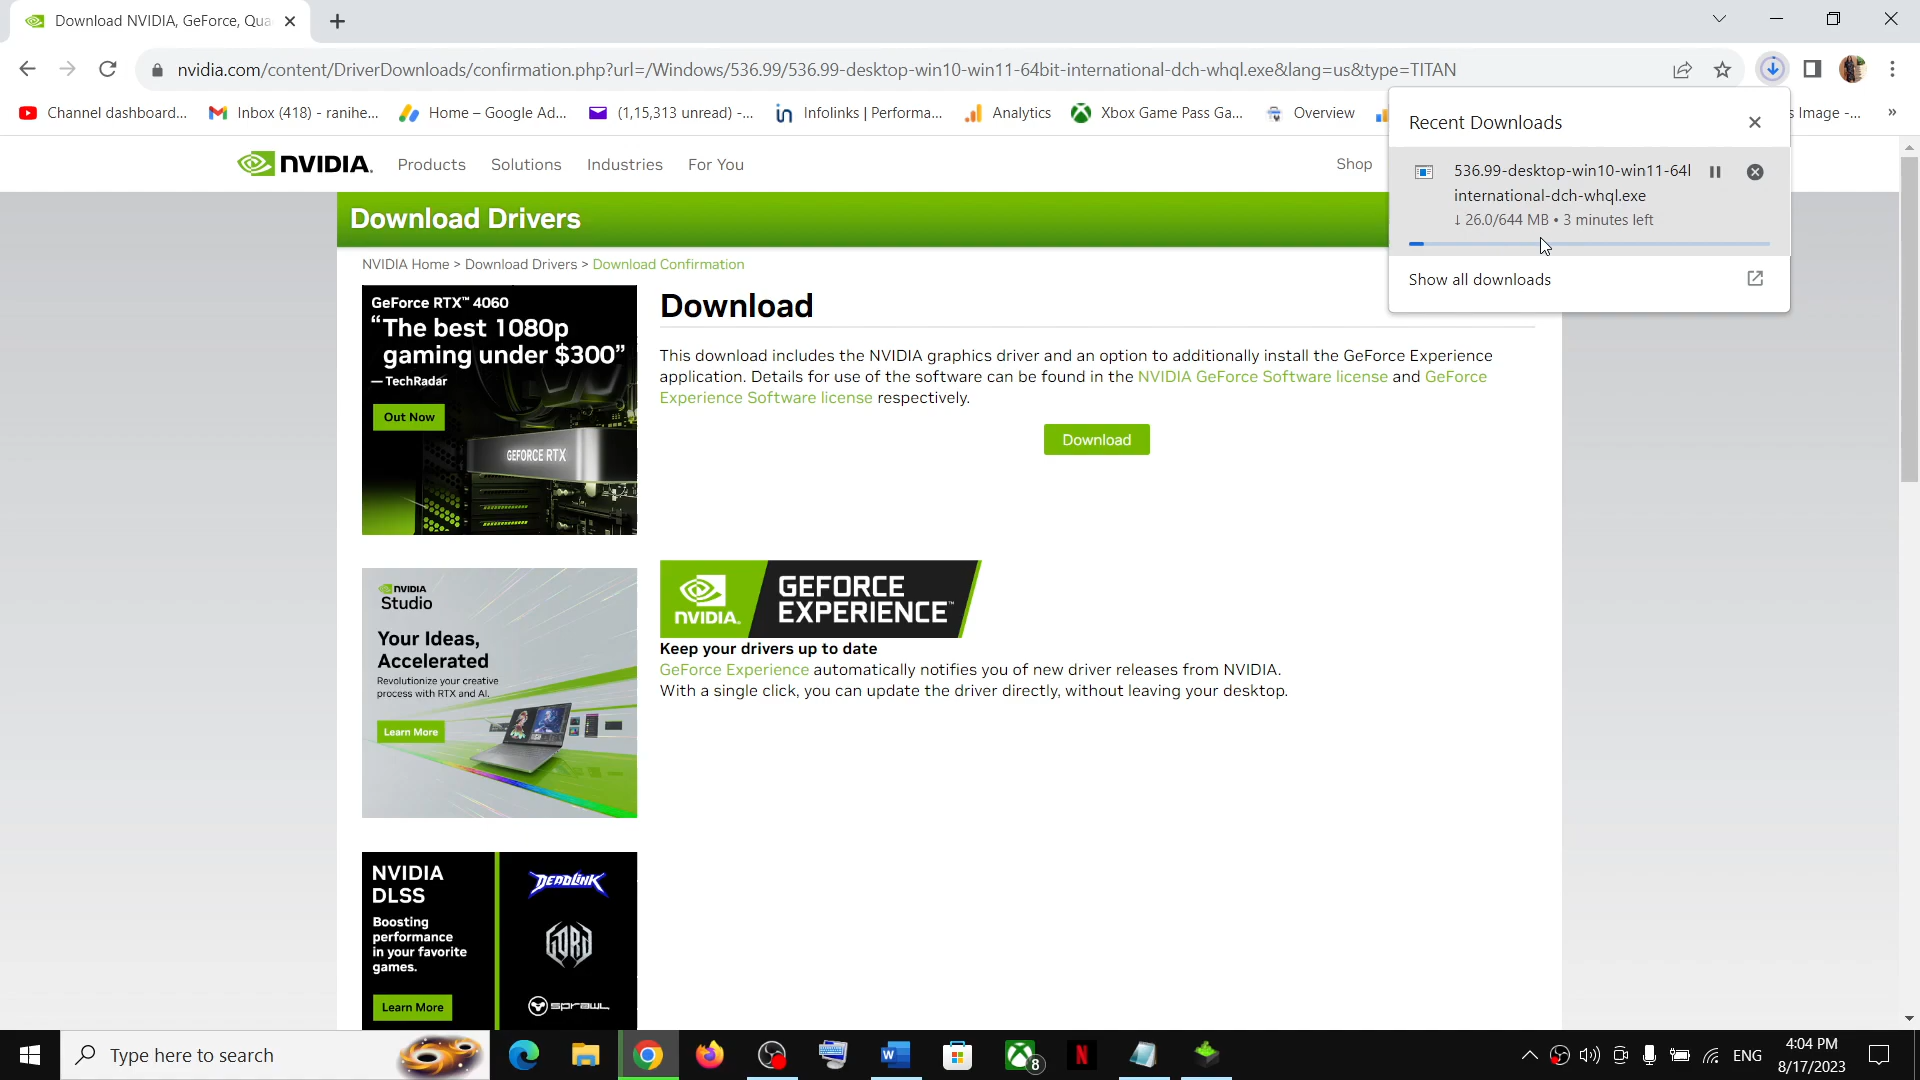 Download NVIDIA, GeForce, Qua
nvidia.com/content/DriverDownloads/confirmation.php?url=/Windows/536.99/536.99-desktop-win10-win11-64bit-international-dch-whql.exe&lang=us&type=TITAN
Channel dashboard... Inbox (418) - ranihe... Home – Google Ad... (1,15,313 unread) -... Infolinks | Performa... Analytics Xbox Game Pass Ga... Overview s Image -... »
Recent Downloads
536.99-desktop-win10-win11-64
international-dch-whql.exe
↓ 26.0/644 MB • 3 minutes left
Show all downloads
NVIDIA. Products Solutions Industries For You Shop
Download Drivers
NVIDIA Home > Download Drivers > Download Confirmation
GeForce RTX™ 4060
“The best 1080p
gaming under $300”
— TechRadar
Out Now
GEFORCE RTX
Download
This download includes the NVIDIA graphics driver and an option to additionally install the GeForce Experience
application. Details for use of the software can be found in the NVIDIA GeForce Software license and GeForce
Experience Software license respectively.
Download
NVIDIA
Studio
Your Ideas,
Accelerated
Revolutionize your creative
process with RTX and AI.
Learn More
NVIDIA.
GEFORCE
EXPERIENCE™
Keep your drivers up to date
GeForce Experience automatically notifies you of new driver releases from NVIDIA.
With a single click, you can update the driver directly, without leaving your desktop.
NVIDIA
DLSS
Boosting
performance
in your favorite
games.
Learn More
DEADLINK
GORD
SPRAWL
Type here to search
8
ENG
4:04 PM
8/17/2023